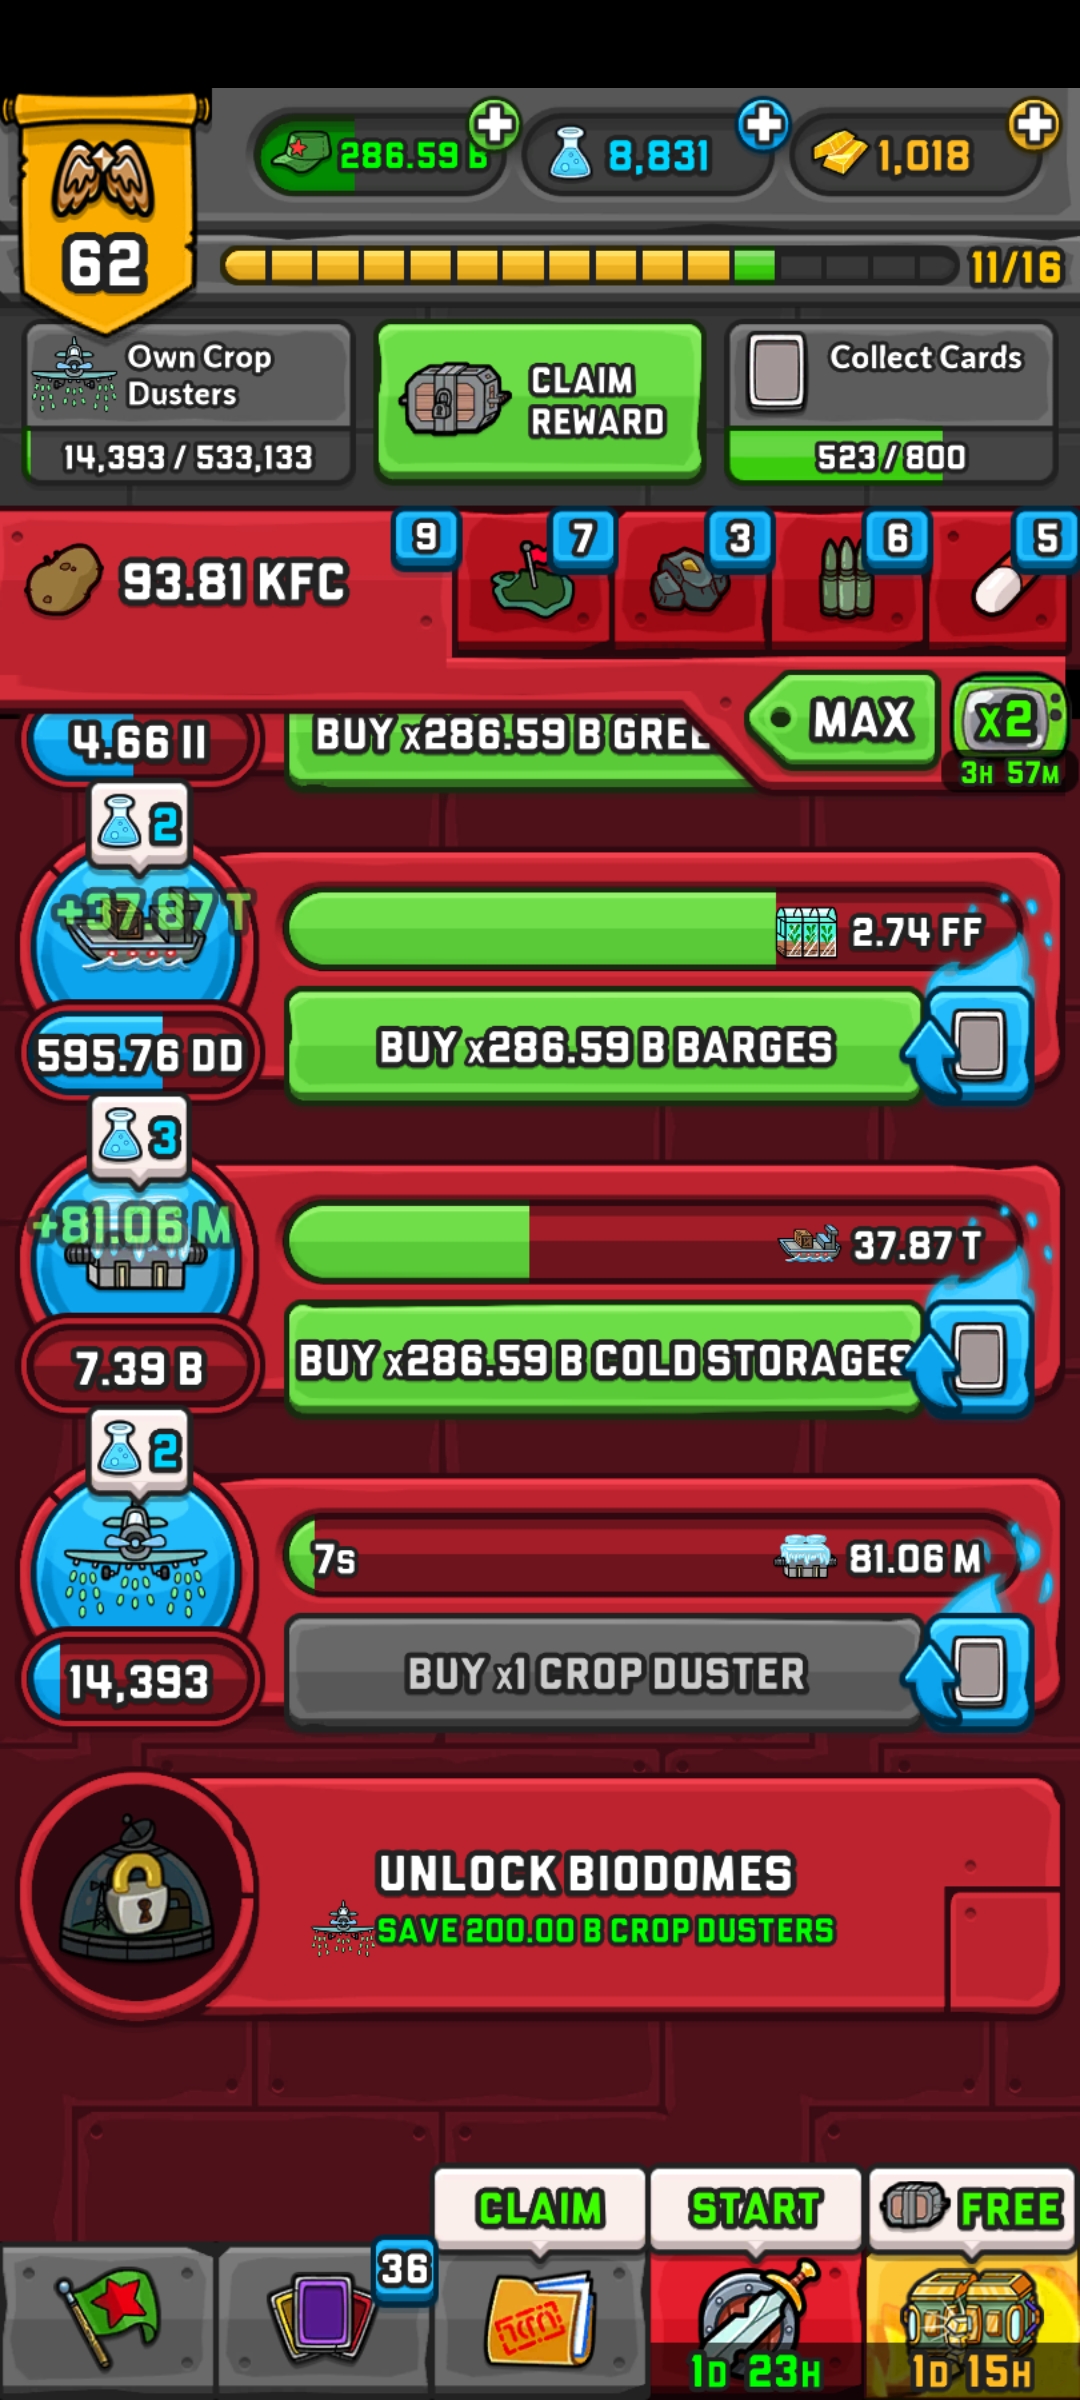 62
286.59 B
8,831
1,018
11/16
Own Crop
Dusters
14,393 / 533,133
CLAIM
REWARD
Collect Cards
523 / 800
93.81 KFC
9
7
3
6
5
MAX
x2
3H 57M
4.66 II
BUY x286.59 B GREE
2
+37.87 T
2.74 FF
595.76 DD
BUY x286.59 B BARGES
3
+81.06 M
37.87 T
7.39 B
BUY x286.59 B COLD STORAGES
2
7s
81.06 M
14,393
BUY x1 CROP DUSTER
UNLOCK BIODOMES
SAVE 200.00 B CROP DUSTERS
CLAIM
START
FREE
36
1D 23H
1D 15H